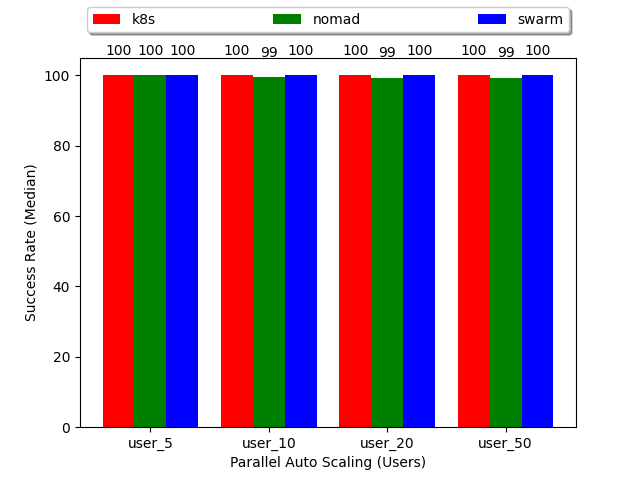 k8s nomad swarm
100 100 100 100 99 100 100 99 100 100 99 100
100
80
60
40
20
0
Success Rate (Median)
user_5 user_10 user_20 user_50
Parallel Auto Scaling (Users)